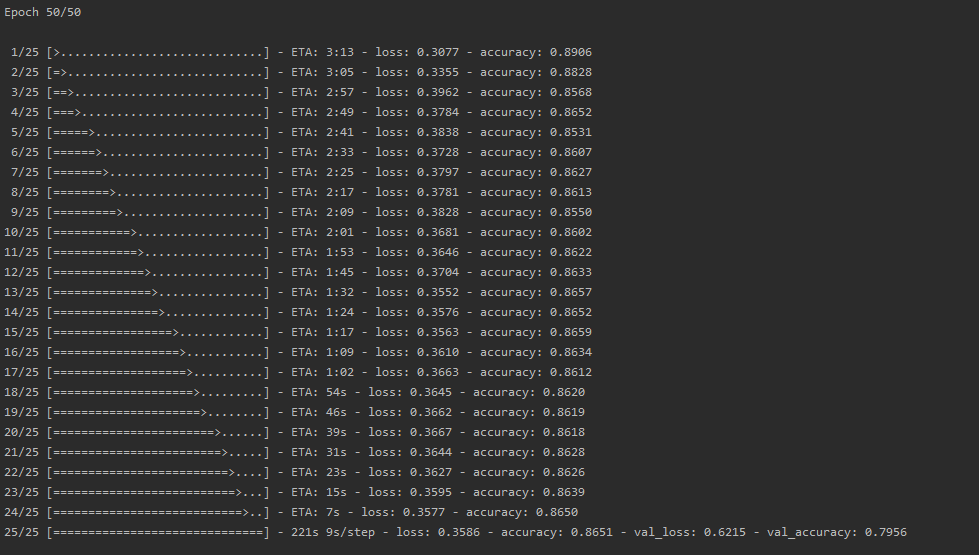 Epoch 50/50
1/25 [>.............................] - ETA: 3:13 - loss: 0.3077 - accuracy: 0.8906
2/25 [=>............................] - ETA: 3:05 - loss: 0.3355 - accuracy: 0.8828
3/25 [==>...........................] - ETA: 2:57 - loss: 0.3962 - accuracy: 0.8568
4/25 [===>..........................] - ETA: 2:49 - loss: 0.3784 - accuracy: 0.8652
5/25 [=====>........................] - ETA: 2:41 - loss: 0.3838 - accuracy: 0.8531
6/25 [======>.......................] - ETA: 2:33 - loss: 0.3728 - accuracy: 0.8607
7/25 [=======>......................] - ETA: 2:25 - loss: 0.3797 - accuracy: 0.8627
8/25 [========>.....................] - ETA: 2:17 - loss: 0.3781 - accuracy: 0.8613
9/25 [=========>....................] - ETA: 2:09 - loss: 0.3828 - accuracy: 0.8550
10/25 [===========>..................] - ETA: 2:01 - loss: 0.3681 - accuracy: 0.8602
11/25 [============>.................] - ETA: 1:53 - loss: 0.3646 - accuracy: 0.8622
12/25 [=============>................] - ETA: 1:45 - loss: 0.3704 - accuracy: 0.8633
13/25 [==============>...............] - ETA: 1:32 - loss: 0.3552 - accuracy: 0.8657
14/25 [===============>..............] - ETA: 1:24 - loss: 0.3576 - accuracy: 0.8652
15/25 [=================>............] - ETA: 1:17 - loss: 0.3563 - accuracy: 0.8659
16/25 [==================>...........] - ETA: 1:09 - loss: 0.3610 - accuracy: 0.8634
17/25 [===================>..........] - ETA: 1:02 - loss: 0.3663 - accuracy: 0.8612
18/25 [====================>.........] - ETA: 54s - loss: 0.3645 - accuracy: 0.8620
19/25 [=====================>........] - ETA: 46s - loss: 0.3662 - accuracy: 0.8619
20/25 [=======================>......] - ETA: 39s - loss: 0.3667 - accuracy: 0.8618
21/25 [========================>.....] - ETA: 31s - loss: 0.3644 - accuracy: 0.8628
22/25 [=========================>....] - ETA: 23s - loss: 0.3627 - accuracy: 0.8626
23/25 [==========================>...] - ETA: 15s - loss: 0.3595 - accuracy: 0.8639
24/25 [===========================>..] - ETA: 7s - loss: 0.3577 - accuracy: 0.8650
25/25 [==============================] - 221s 9s/step - loss: 0.3586 - accuracy: 0.8651 - val_loss: 0.6215 - val_accuracy: 0.7956